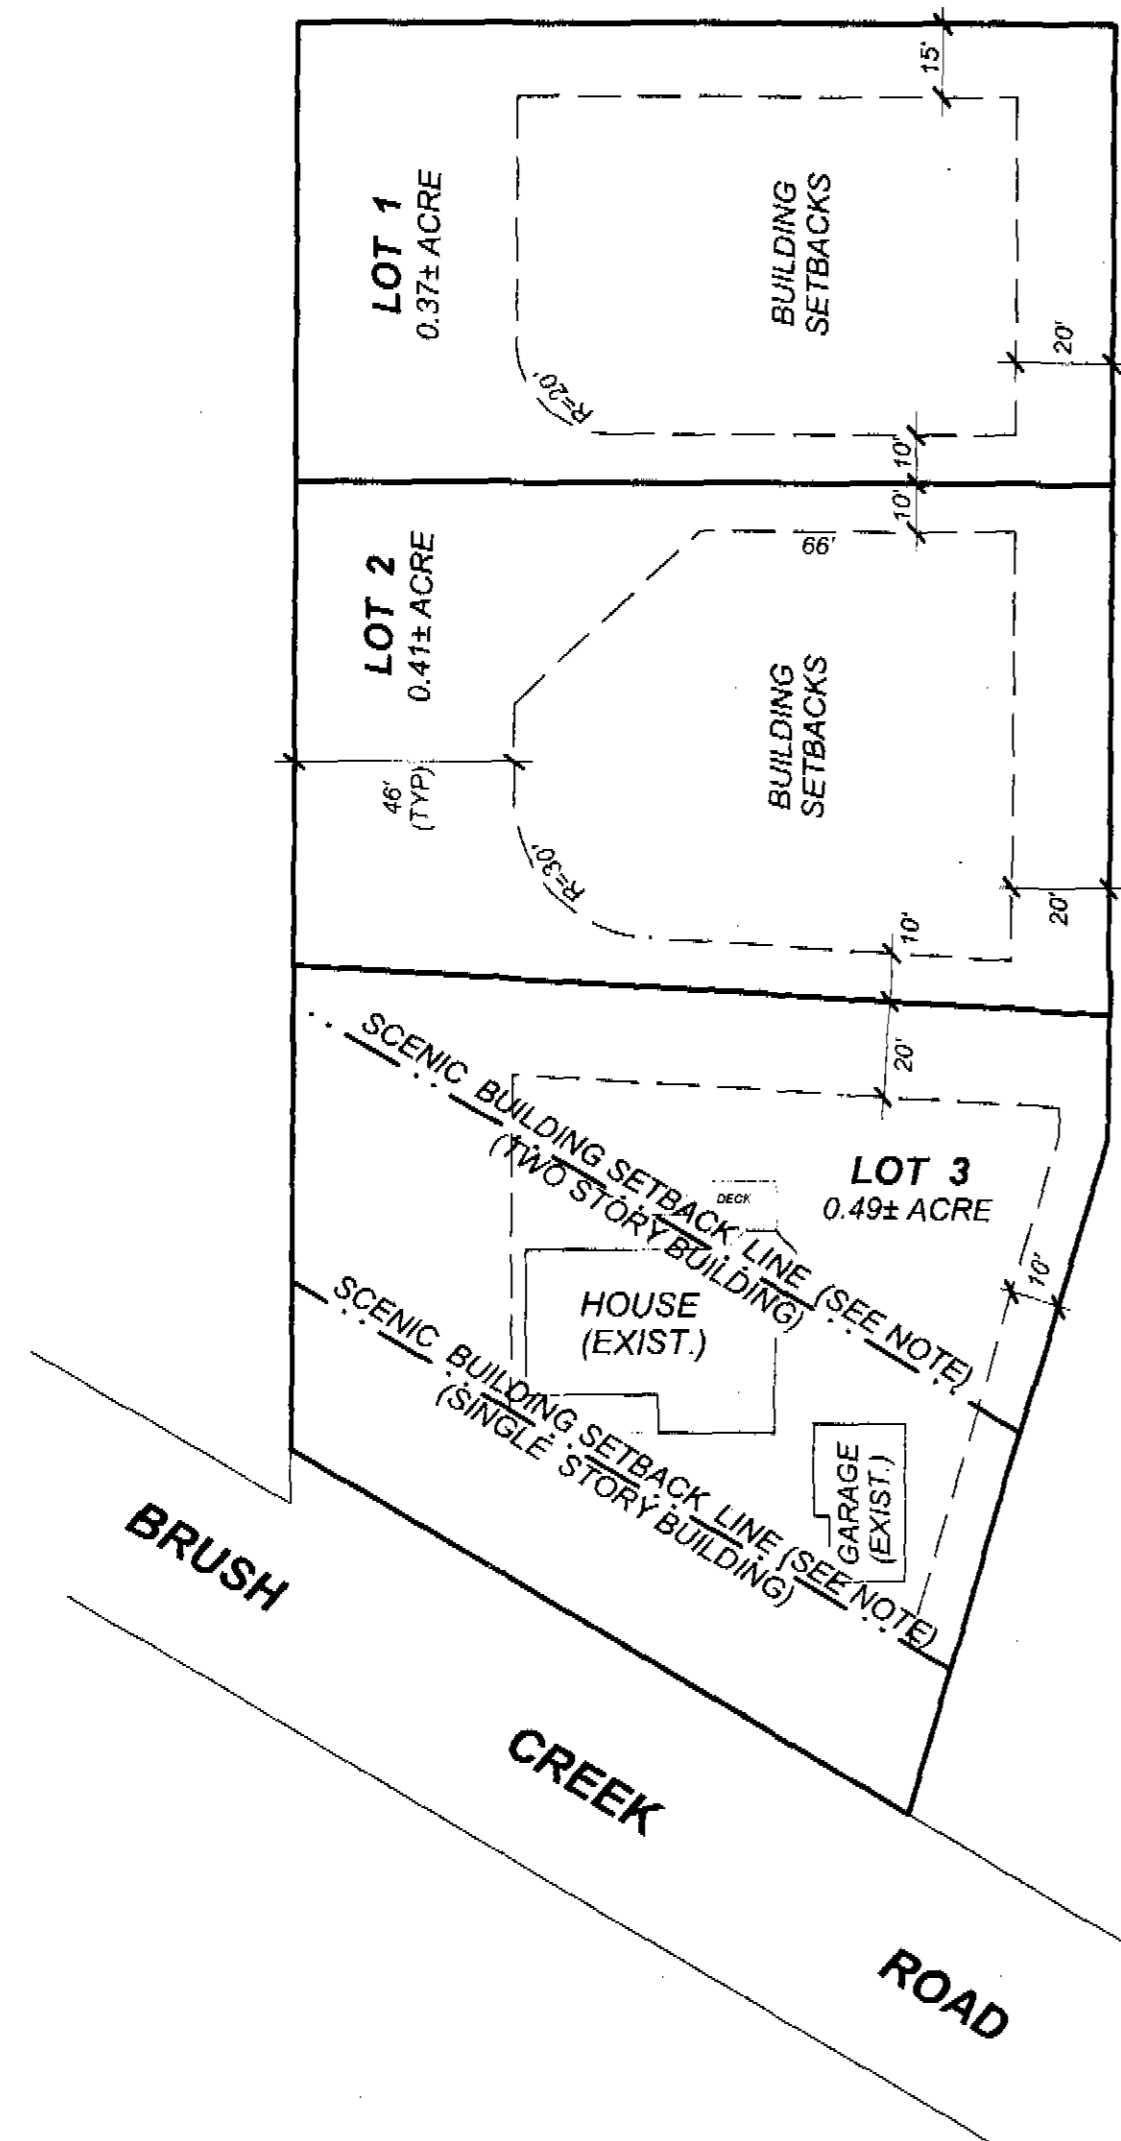 15'
LOT 1
0.37± ACRE
BUILDING
SETBACKS
20'
R=20'
10'
10'
66'
LOT 2
0.41± ACRE
BUILDING
SETBACKS
46'
(TYP)
R=30'
20'
10'
20'
SCENIC BUILDING SETBACK LINE (SEE NOTE)
(TWO STORY BUILDING)
LOT 3
0.49± ACRE
DECK
10'
HOUSE
(EXIST.)
SCENIC BUILDING SETBACK LINE (SEE NOTE)
(SINGLE STORY BUILDING)
GARAGE
(EXIST.)
BRUSH CREEK ROAD